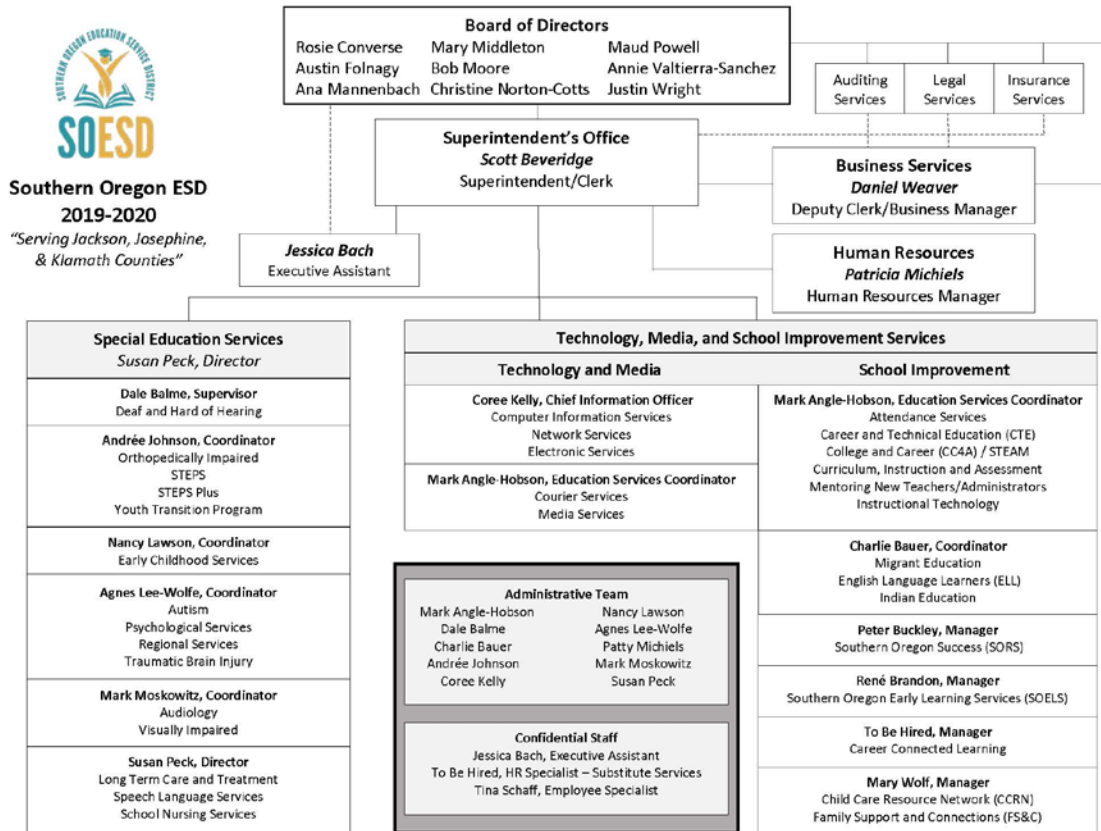 SOUTHERN OREGON EDUCATION SERVICE DISTRICT
SOESD
Southern Oregon ESD
2019-2020
"Serving Jackson, Josephine,
& Klamath Counties"
Board of Directors
Rosie Converse Mary Middleton Maud Powell
Austin Folnagy Bob Moore Annie Valtierra-Sanchez
Ana Mannenbach Christine Norton-Cotts Justin Wright
Auditing
Services
Legal
Services
Insurance
Services
Superintendent's Office
Scott Beveridge
Superintendent/Clerk
Business Services
Daniel Weaver
Deputy Clerk/Business Manager
Jessica Bach
Executive Assistant
Human Resources
Patricia Michiels
Human Resources Manager
Special Education Services
Susan Peck, Director
Dale Balme, Supervisor
Deaf and Hard of Hearing
Andrée Johnson, Coordinator
Orthopedically Impaired
STEPS
STEPS Plus
Youth Transition Program
Nancy Lawson, Coordinator
Early Childhood Services
Agnes Lee-Wolfe, Coordinator
Autism
Psychological Services
Regional Services
Traumatic Brain Injury
Mark Moskowitz, Coordinator
Audiology
Visually Impaired
Susan Peck, Director
Long Term Care and Treatment
Speech Language Services
School Nursing Services
Technology, Media, and School Improvement Services
Technology and Media
Coree Kelly, Chief Information Officer
Computer Information Services
Network Services
Electronic Services
Mark Angle-Hobson, Education Services Coordinator
Courier Services
Media Services
School Improvement
Mark Angle-Hobson, Education Services Coordinator
Attendance Services
Career and Technical Education (CTE)
College and Career (CC4A) / STEAM
Curriculum, Instruction and Assessment
Mentoring New Teachers/Administrators
Instructional Technology
Charlie Bauer, Coordinator
Migrant Education
English Language Learners (ELL)
Indian Education
Peter Buckley, Manager
Southern Oregon Success (SORS)
René Brandon, Manager
Southern Oregon Early Learning Services (SOELS)
To Be Hired, Manager
Career Connected Learning
Mary Wolf, Manager
Child Care Resource Network (CCRN)
Family Support and Connections (FS&C)
Administrative Team
Mark Angle-Hobson Nancy Lawson
Dale Balme Agnes Lee-Wolfe
Charlie Bauer Patty Michiels
Andrée Johnson Mark Moskowitz
Coree Kelly Susan Peck
Confidential Staff
Jessica Bach, Executive Assistant
To Be Hired, HR Specialist – Substitute Services
Tina Schaff, Employee Specialist